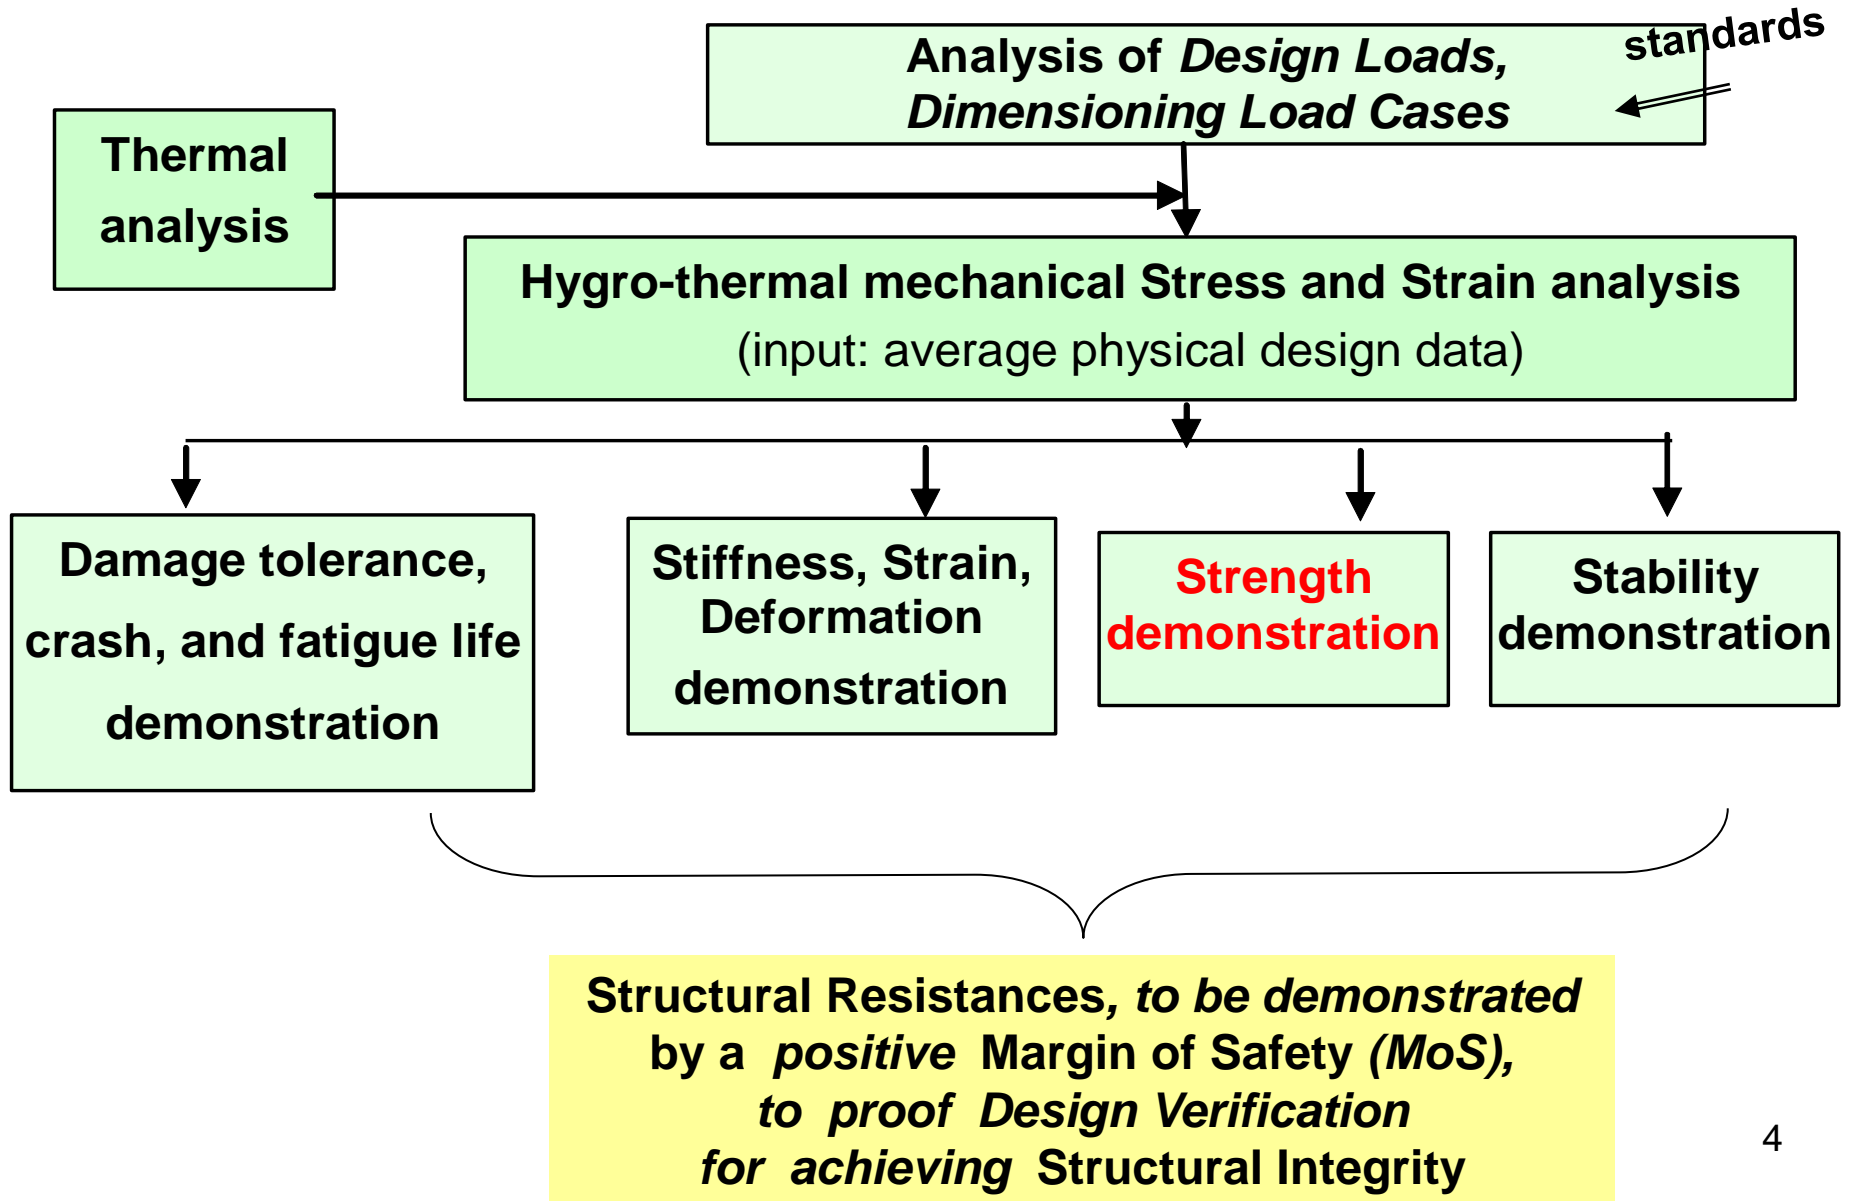 standards
Analysis of Design Loads,
Dimensioning Load Cases
Thermal
analysis
Hygro-thermal mechanical Stress and Strain analysis
(input: average physical design data)
Damage tolerance,
crash, and fatigue life
demonstration
Stiffness, Strain,
Deformation
demonstration
Strength
demonstration
Stability
demonstration
Structural Resistances, to be demonstrated
by a positive Margin of Safety (MoS),
to proof Design Verification
for achieving Structural Integrity
4